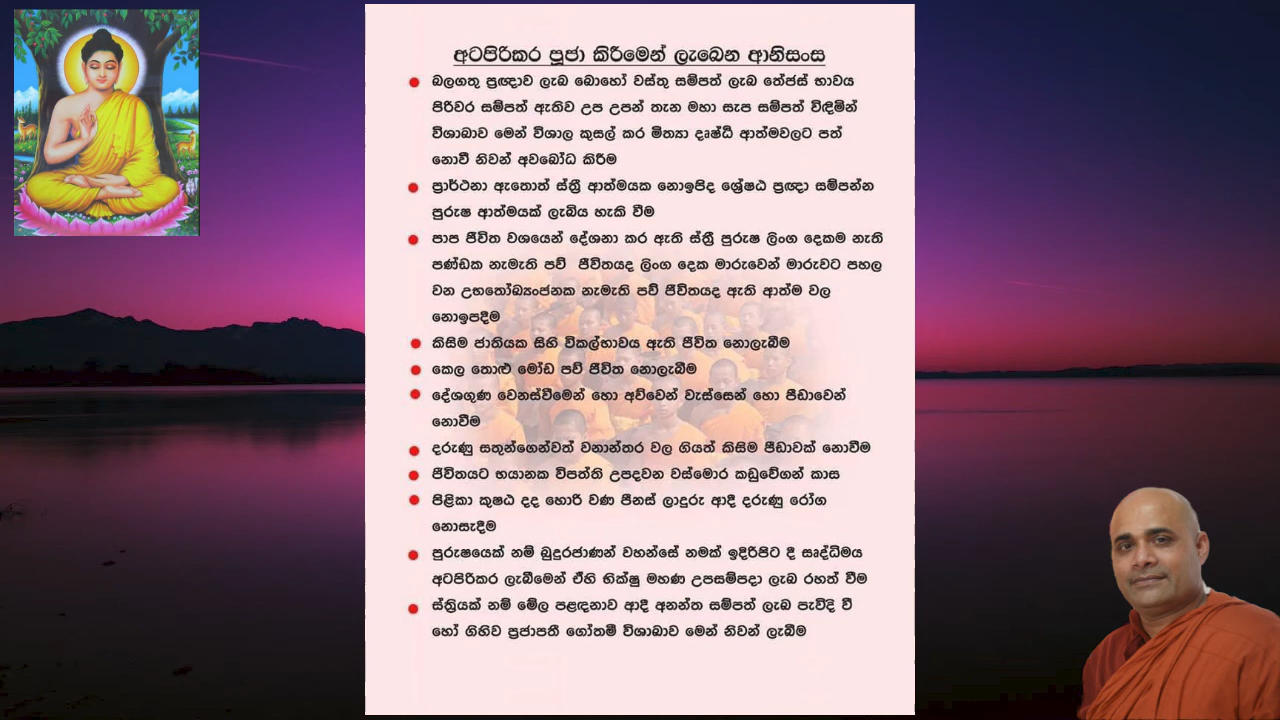 අටපිරිකර පූජා කිරීමෙන් ලැබෙන ආනිසංස
බලගතු ප්‍රඥාව ලැබ බොහෝ වස්තු සම්පත් ලැබ තේජස් භාවය
පිරිවර සම්පත් ඇතිව උප උපන් තැන මහා සැප සම්පත් විඳිමින්
විශාඛාව මෙන් විශාල කුසල් කර මිත්‍යා දෘෂ්ඨි ආත්මවලට පත්
නොවී නිවන් අවබෝධ කිරීම
ප්‍රාර්ථනා ඇතොත් ස්ත්‍රී ආත්මයක නොඉපිද ශ්‍රේෂඨ ප්‍රඥා සම්පන්න
පුරුෂ ආත්මයක් ලැබිය හැකි වීම
පාප ජීවිත වශයෙන් දේශනා කර ඇති ස්ත්‍රී පුරුෂ ලිංග දෙකම නැති
පණ්ඩක නැමැති පව් ජීවිතයද ලිංග දෙක මාරුවෙන් මාරුවට පහල
වන උභතෝබ්‍යංජනක නැමැති පව් ජීවිතයද ඇති ආත්ම වල
නොඉපදීම
කිසිම ජාතියක සිහි විකල්භාවය ඇති ජීවිත නොලැබීම
කෙල තොළු මෝඩ පව් ජීවිත නොලැබීම
දේශගුණ වෙනස්වීමෙන් හො අව්වෙන් වැස්සෙන් හො පීඩාවෙන්
නොවීම
දරුණු සතුන්ගෙන්වත් වනාන්තර වල ගියත් කිසිම පීඩාවක් නොවීම
ජීවිතයට භයානක විපත්ති උපදවන වස්මොර කඩුවේගන් කාස
පිළිකා කුෂඨ දද හොරි වණ පීනස් ලාදුරු ආදී දරුණු රෝග
නොසැදීම
පුරුෂයෙක් නම් බුදුරජාණන් වහන්සේ නමක් ඉදිරිපිට දී සෘද්ධිමය
අටපිරිකර ලැබීමෙන් ඒහි භික්ෂු මහණ උපසම්පදා ලැබ රහත් වීම
ස්ත්‍රියක් නම් මේල පළඳනාව ආදී අනන්ත සම්පත් ලැබ පැවිදි වී
හෝ ගිහිව ප්‍රජාපතී ගෝතමී විශාඛාව මෙන් නිවන් ලැබීම